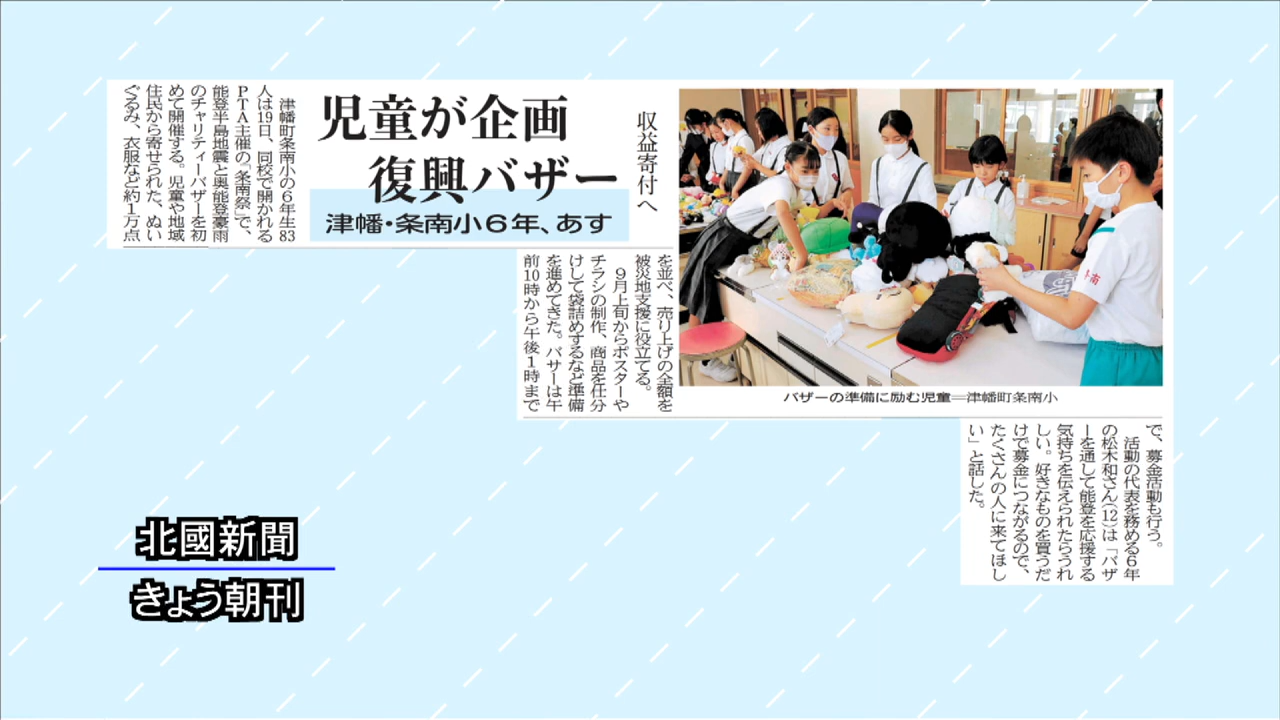 収益寄付へ
児童が企画
復興バザー
津幡・条南小6年、あす
津幡町条南小の6年生83
人は19日、同校で開かれる
PTA主催の「条南祭」で、
能登半島地震と奥能登豪雨
のチャリティーバザーを初
めて開催する。児童や地域
住民から寄せられた、ぬい
ぐるみ、衣服など約1万点
を並べ、売り上げの全額を
被災地支援に役立てる。
9月上旬からポスターや
チラシの制作、商品を仕分
けして袋詰めするなど準備
を進めてきた。バザーは午
前10時から午後1時まで
で、募金活動も行う。
活動の代表を務める6年
の松木和さん(12)は「バザ
ーを通して能登を応援する
気持ちを伝えられたらうれ
しい。好きなものを買うだ
けで募金につながるので、
たくさんの人に来てほし
い」と話した。
バザーの準備に励む児童=津幡町条南小
北國新聞
きょう朝刊